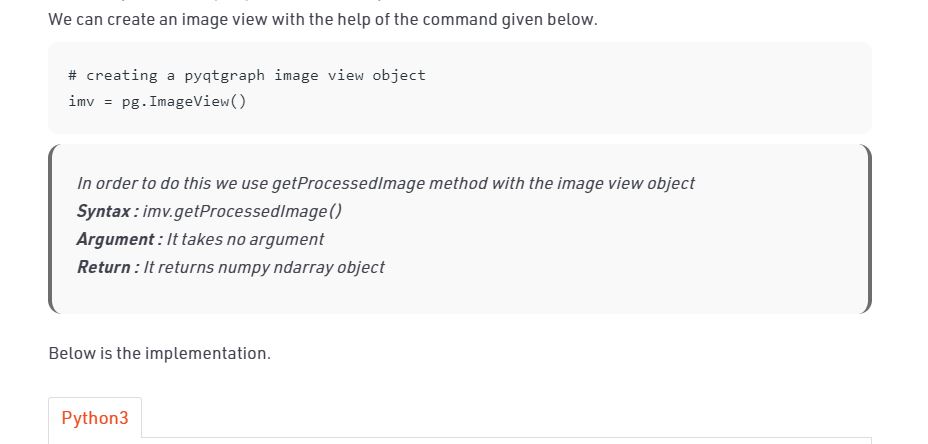 We can create an image view with the help of the command given below.
# creating a pyqtgraph image view object
imv = pg.ImageView()
In order to do this we use getProcessedImage method with the image view object
Syntax : imv.getProcessedImage()
Argument : It takes no argument
Return : It returns numpy ndarray object
Below is the implementation.
Python3